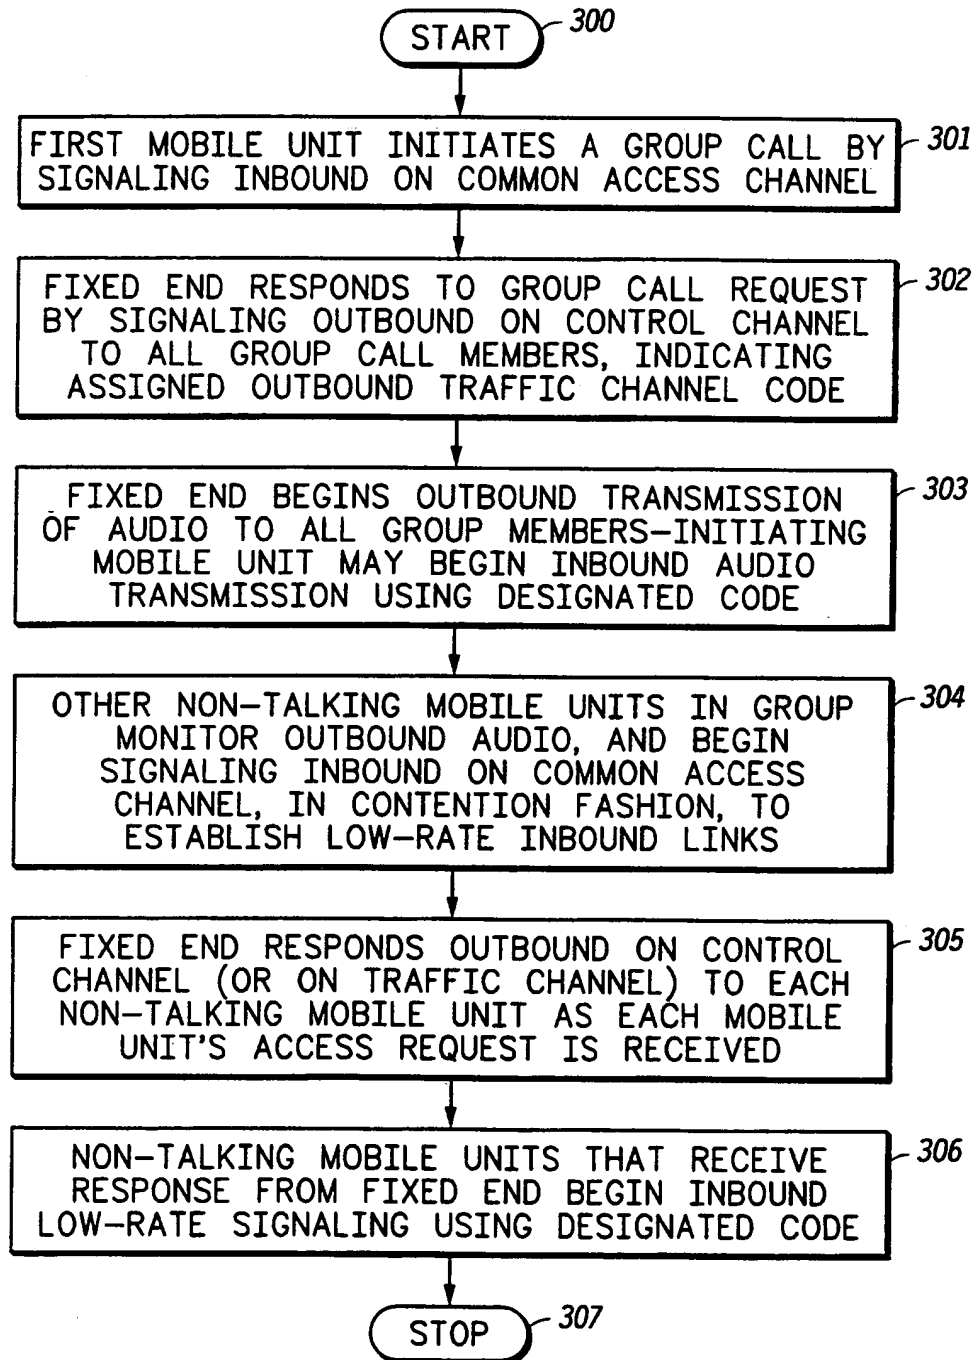 START
300
FIRST MOBILE UNIT INITIATES A GROUP CALL BY
SIGNALING INBOUND ON COMMON ACCESS CHANNEL
301
FIXED END RESPONDS TO GROUP CALL REQUEST
BY SIGNALING OUTBOUND ON CONTROL CHANNEL
TO ALL GROUP CALL MEMBERS, INDICATING
ASSIGNED OUTBOUND TRAFFIC CHANNEL CODE
302
FIXED END BEGINS OUTBOUND TRANSMISSION
OF AUDIO TO ALL GROUP MEMBERS-INITIATING
MOBILE UNIT MAY BEGIN INBOUND AUDIO
TRANSMISSION USING DESIGNATED CODE
303
OTHER NON-TALKING MOBILE UNITS IN GROUP
MONITOR OUTBOUND AUDIO, AND BEGIN
SIGNALING INBOUND ON COMMON ACCESS
CHANNEL, IN CONTENTION FASHION, TO
ESTABLISH LOW-RATE INBOUND LINKS
304
FIXED END RESPONDS OUTBOUND ON CONTROL
CHANNEL (OR ON TRAFFIC CHANNEL) TO EACH
NON-TALKING MOBILE UNIT AS EACH MOBILE
UNIT'S ACCESS REQUEST IS RECEIVED
305
NON-TALKING MOBILE UNITS THAT RECEIVE
RESPONSE FROM FIXED END BEGIN INBOUND
LOW-RATE SIGNALING USING DESIGNATED CODE
306
STOP
307